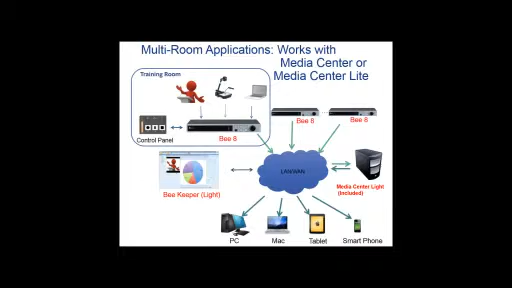 Multi-Room Applications: Works with
Media Center or
Media Center Lite
Training Room
Bee 8
Bee 8
Control Panel
Bee 8
LAN/WAN
Media Center Light
(Included)
Bee Keeper (Light)
PC
Mac
Tablet
Smart Phone